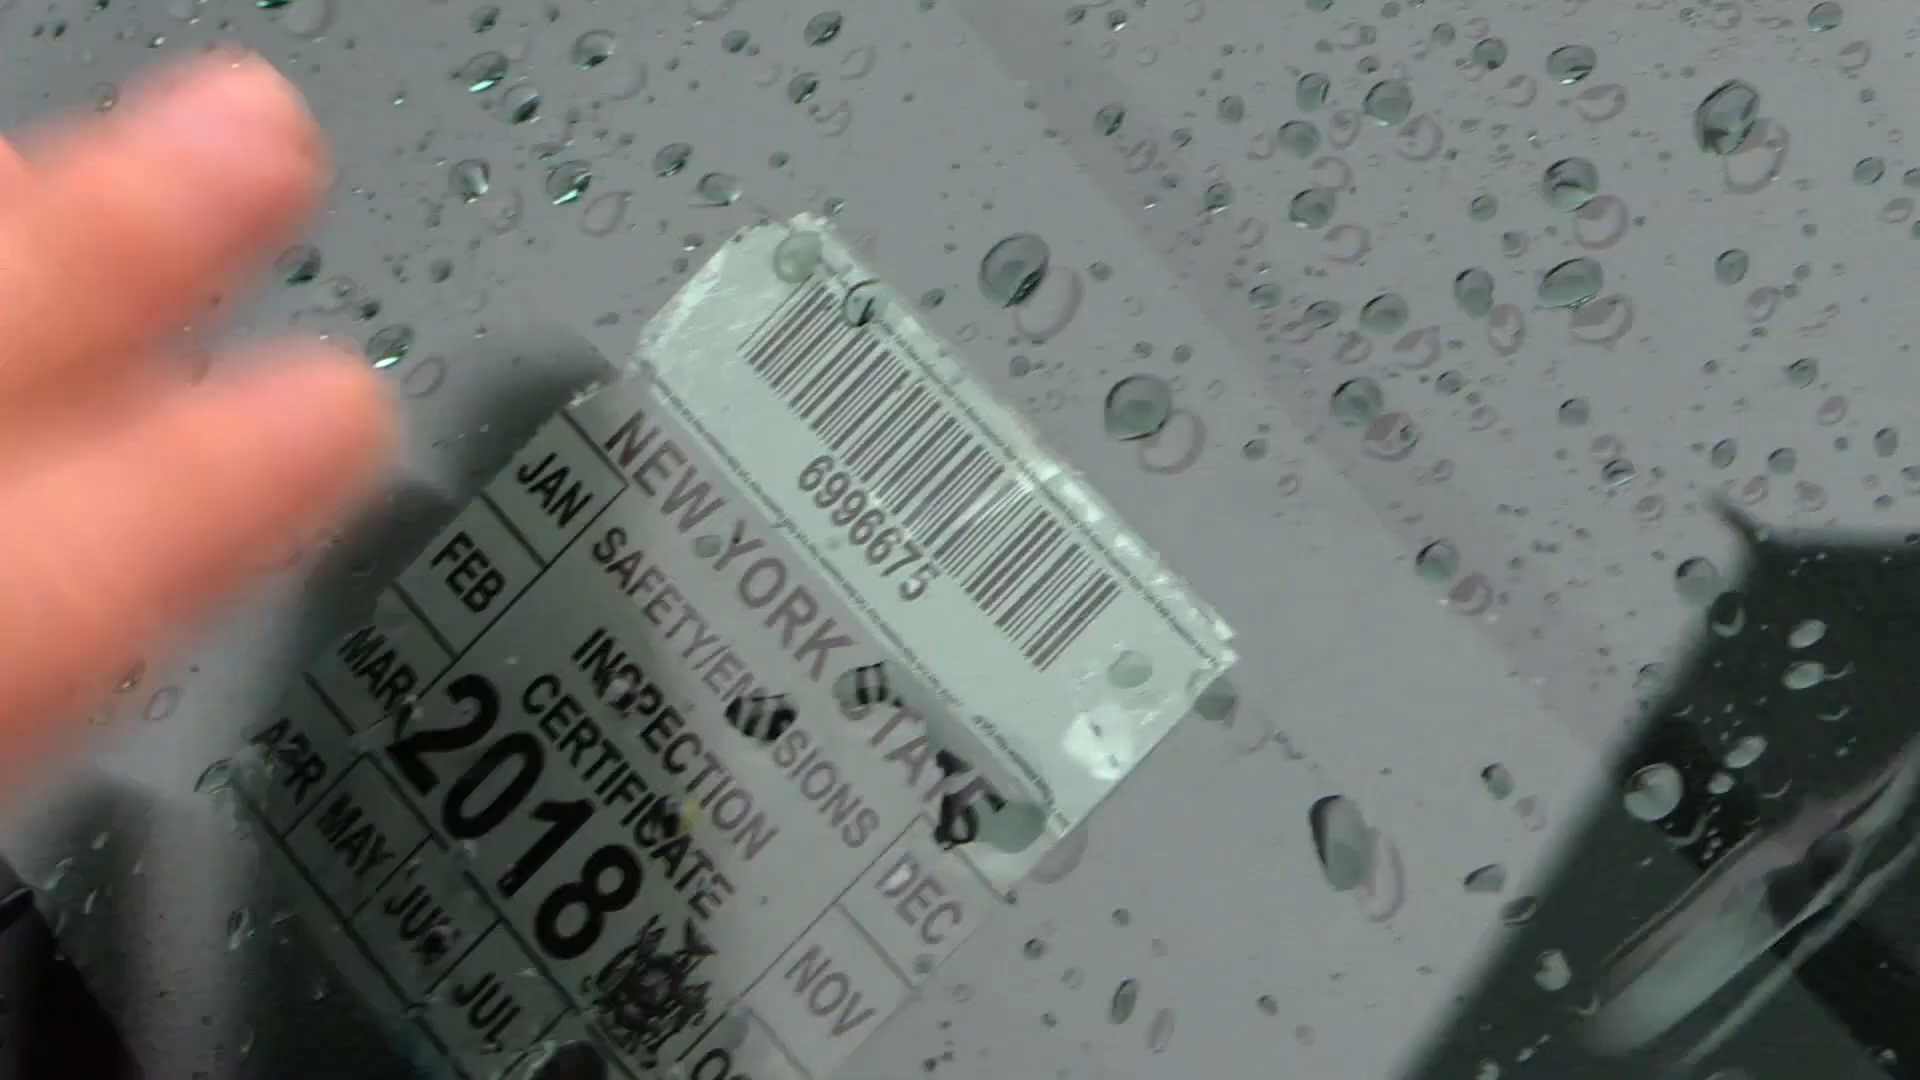 6996675
NEW YORK STATE
SAFETY/EMISSIONS
INSPECTION
CERTIFICATE
2018
JAN
FEB
MAR
APR
MAY
JUN
JUL
NOV
DEC